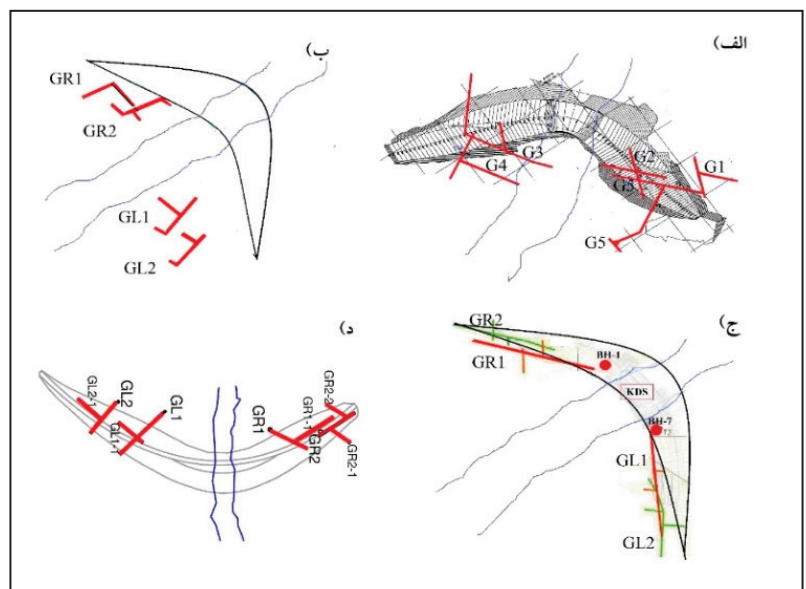 الف)
G1
G2
G3
G3
G4
G5
ب)
GR1
GR2
GL1
GL2
ج)
GR2
GR1
BH-1
KDS
BH-7
GL1
GL2
د)
GL2-1
GL2
GL1
GL1-1
GR1
GR1-1
GR2
GR2-2
GR2-1